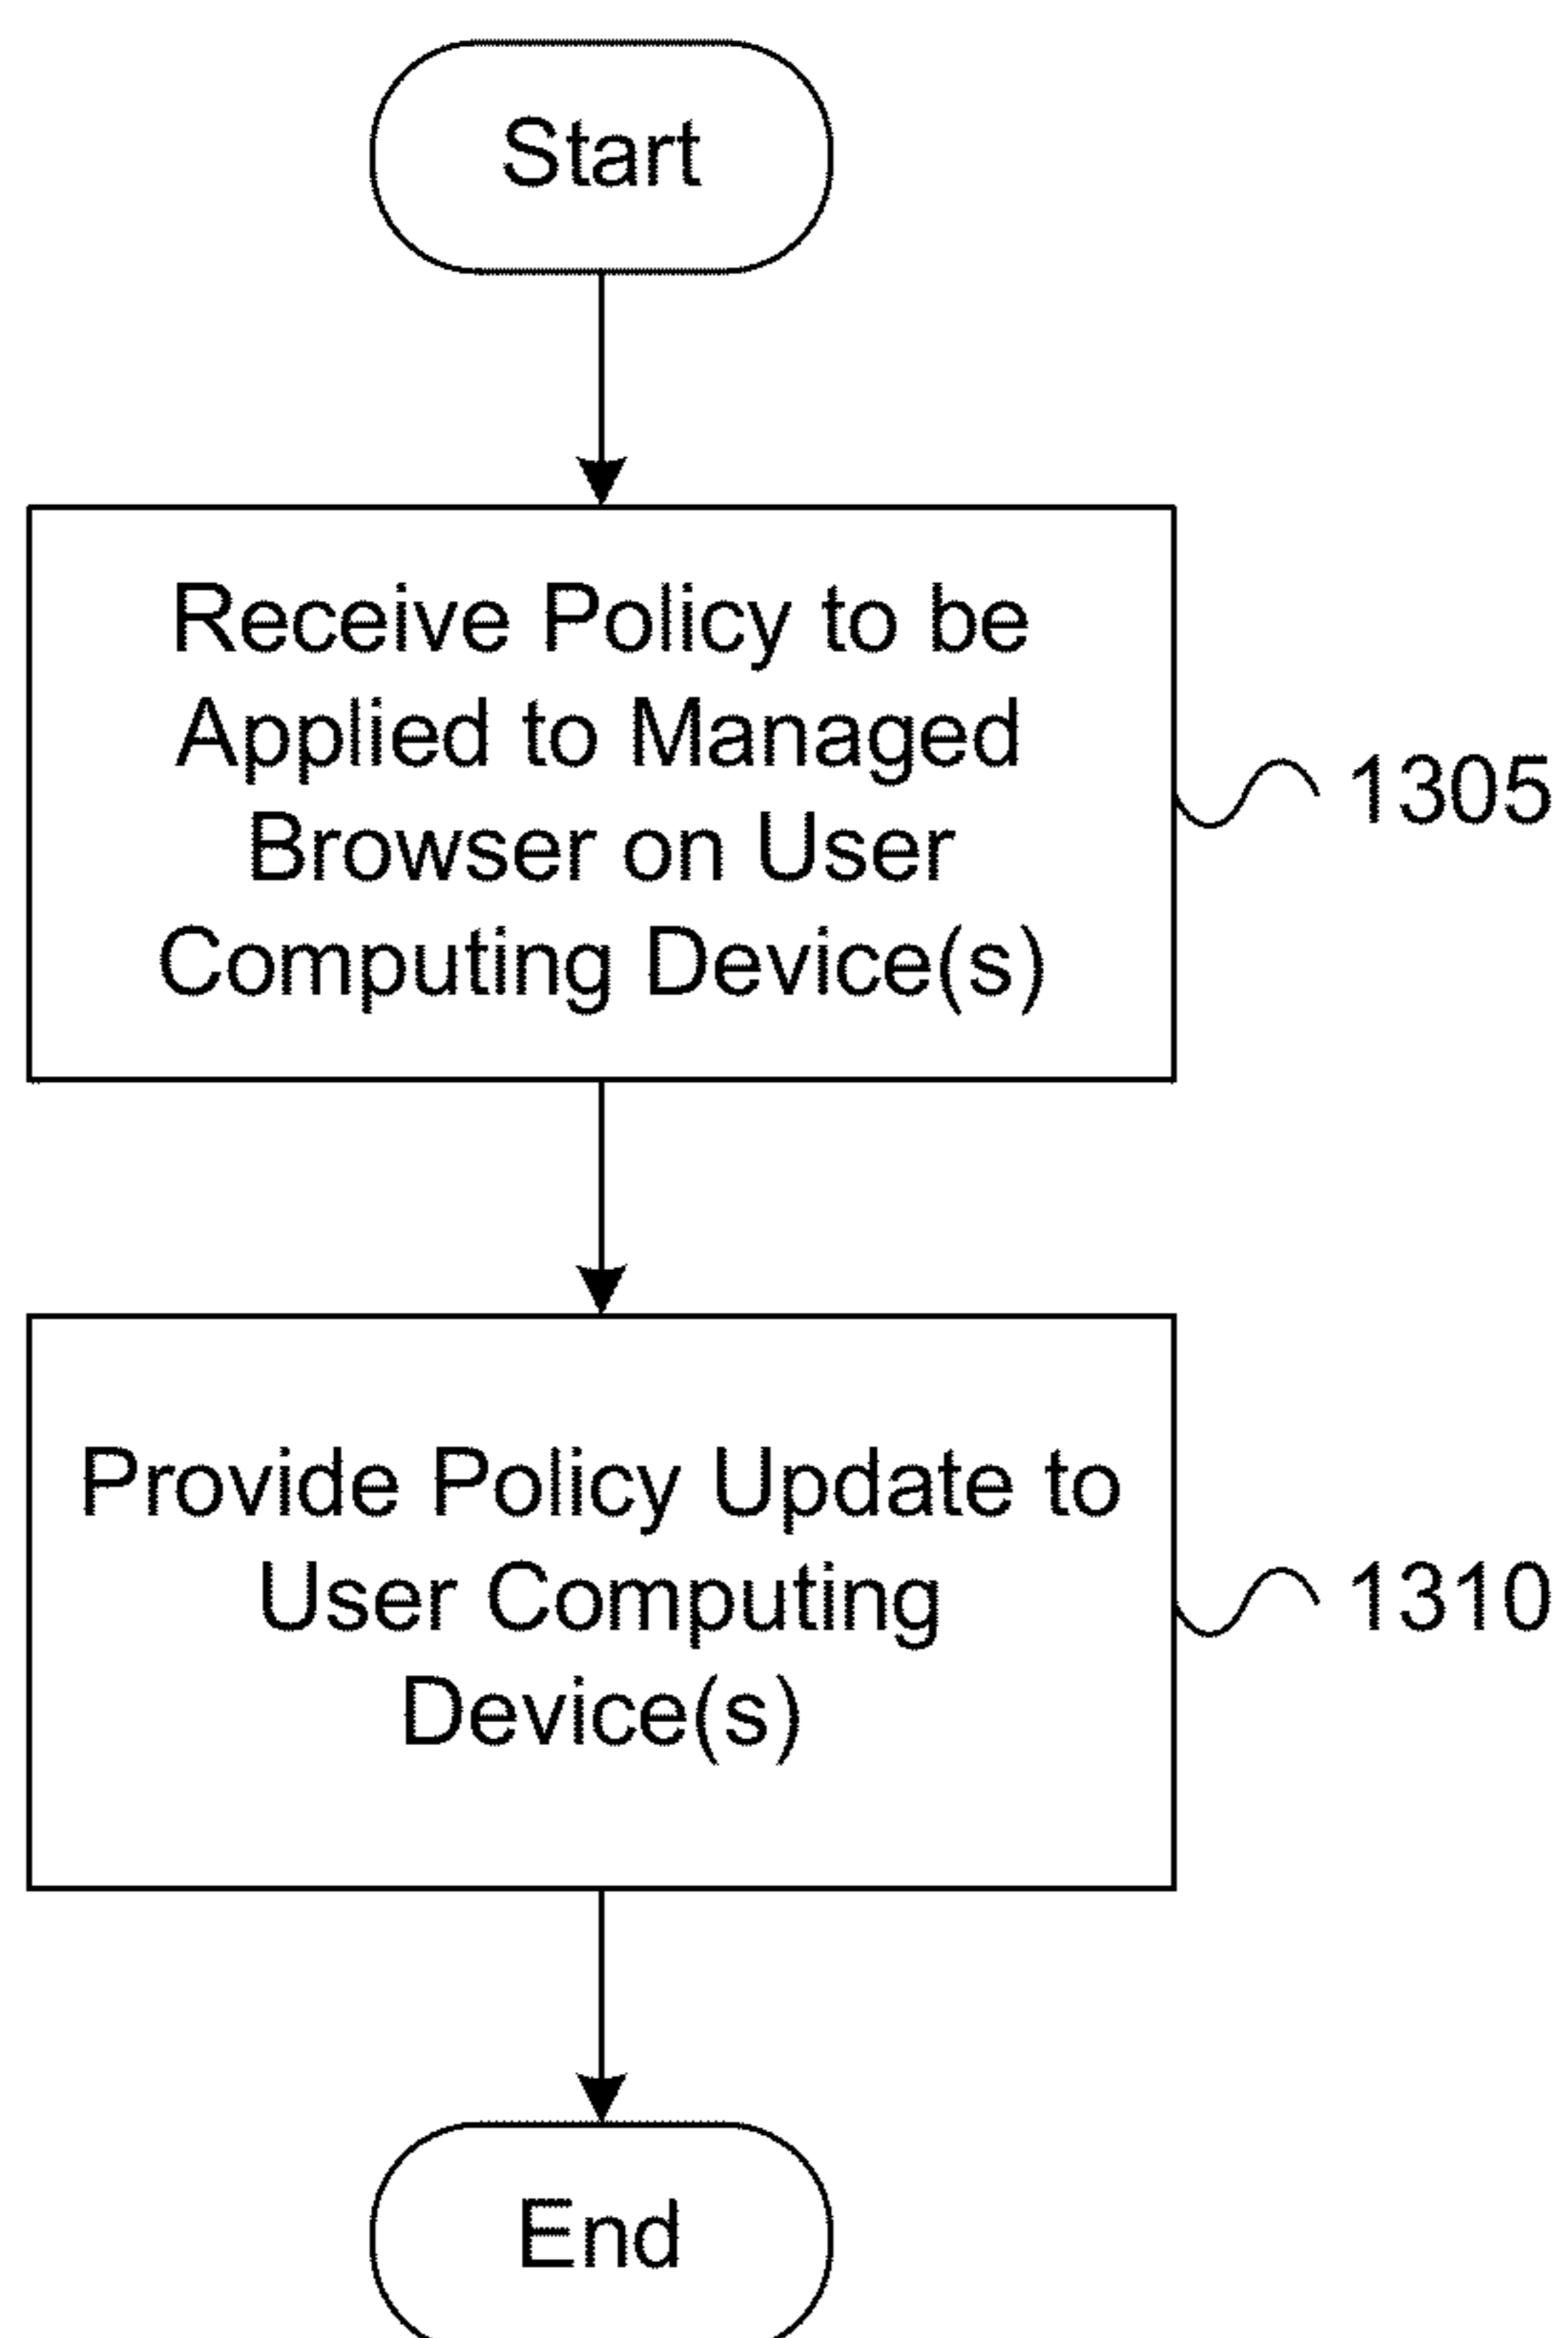 Start
Receive Policy to be
Applied to Managed
Browser on User
Computing Device(s)
1305
Provide Policy Update to
User Computing
Device(s)
1310
End